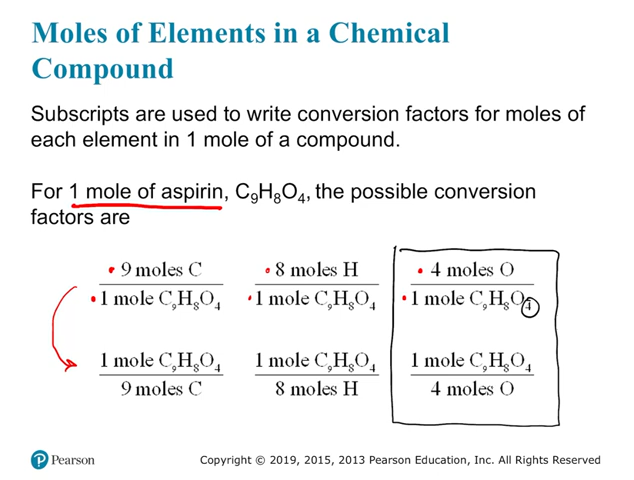 Moles of Elements in a Chemical
Compound
Subscripts are used to write conversion factors for moles of
each element in 1 mole of a compound.
For 1 mole of aspirin, C₉H₈O₄, the possible conversion
factors are
9 moles C 8 moles H 4 moles O
1 mole C₉H₈O₄ 1 mole C₉H₈O₄ 1 mole C₉H₈O₄
1 mole C₉H₈O₄ 1 mole C₉H₈O₄ 1 mole C₉H₈O₄
9 moles C 8 moles H 4 moles O
Pearson Copyright © 2019, 2015, 2013 Pearson Education, Inc. All Rights Reserved